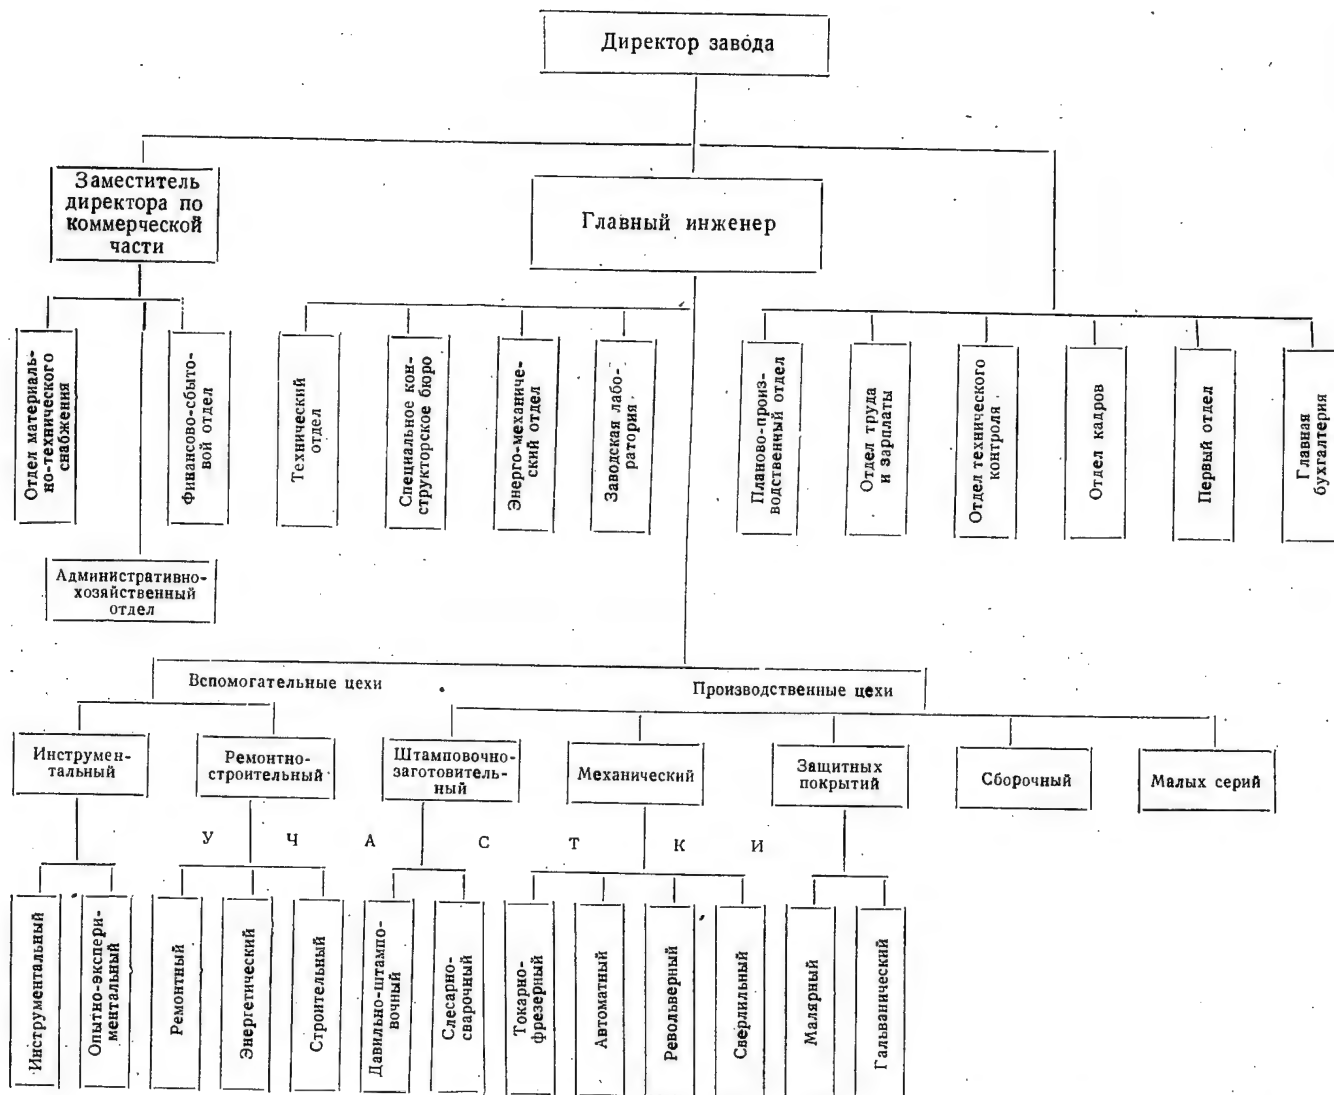 Директор завода
Заместитель
директора по
коммерческой
части
Главный инженер
Отдел материаль-
но-технического
снабжения
Финансово-сбыто-
вой отдел
Технический
отдел
Специальное кон-
структорское бюро
Энерго-механиче-
ский отдел
Заводская лабо-
ратория
Планово-произ-
водственный отдел
Отдел труда
и зарплаты
Отдел технического
контроля
Отдел кадров
Первый отдел
Главная
бухгалтерия
Административно-
хозяйственный
отдел
Вспомогательные цехи
Производственные цехи
Инструмен-
тальный
Ремонтно-
строительный
Штамповочно-
заготовитель-
ный
Механический
Защитных
покрытий
Сборочный
Малых серий
У Ч А С Т К И
Инструментальный
Опытно-экспери-
ментальный
Ремонтный
Энергетический
Строительный
Давильно-штампо-
вочный
Слесарно-
сварочный
Токарно-
фрезерный
Автоматный
Револьверный
Сверлильный
Малярный
Гальванический